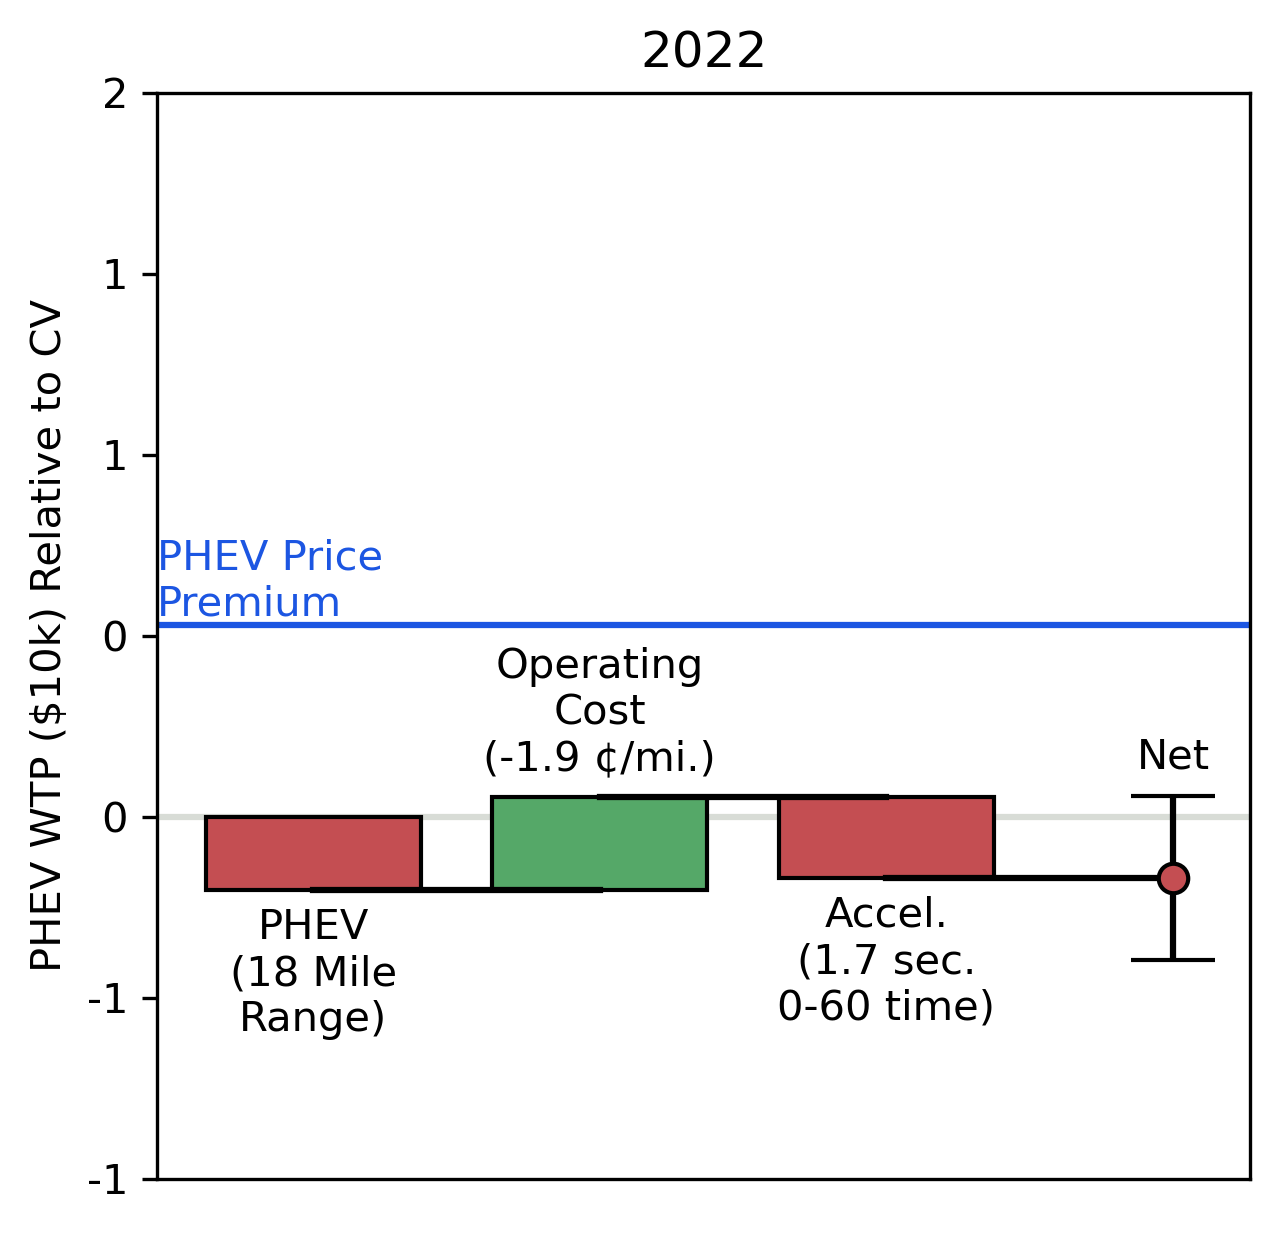 2022
2
1
1
0
0
-1
-1
PHEV WTP ($10k) Relative to CV
PHEV Price
Premium
Operating
Cost
(-1.9 ¢/mi.)
Net
PHEV
(18 Mile
Range)
Accel.
(1.7 sec.
0-60 time)